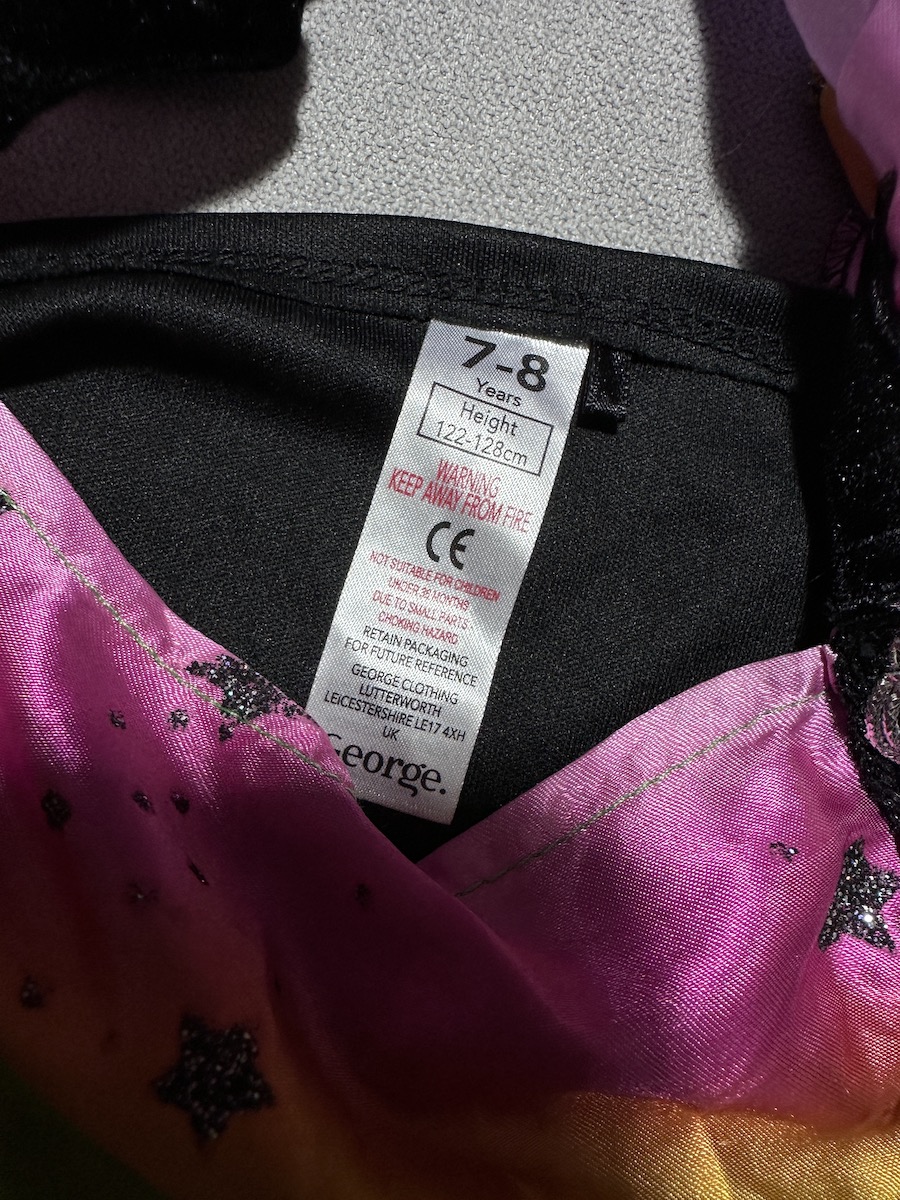 7-8
Years
Height
122-128cm
WARNING
KEEP AWAY FROM FIRE
CE
NOT SUITABLE FOR CHILDREN
UNDER 36 MONTHS
DUE TO SMALL PARTS
CHOKING HAZARD
RETAIN PACKAGING
FOR FUTURE REFERENCE
GEORGE CLOTHING
LUTTERWORTH
LEICESTERSHIRE LE17 4XH
UK
George.